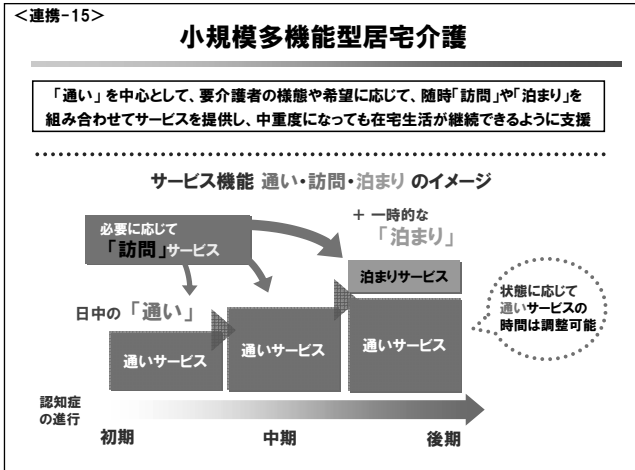 <連携-15>
小規模多機能型居宅介護
「通い」を中心として、要介護者の様態や希望に応じて、随時「訪問」や「泊まり」を
組み合わせてサービスを提供し、中重度になっても在宅生活が継続できるように支援
サービス機能 通い・訪問・泊まり のイメージ
必要に応じて
「訪問」サービス
+ 一時的な
「泊まり」
日中の「通い」
泊まりサービス
通いサービス
通いサービス
通いサービス
状態に応じて
通いサービスの
時間は調整可能
認知症
の進行
初期
中期
後期